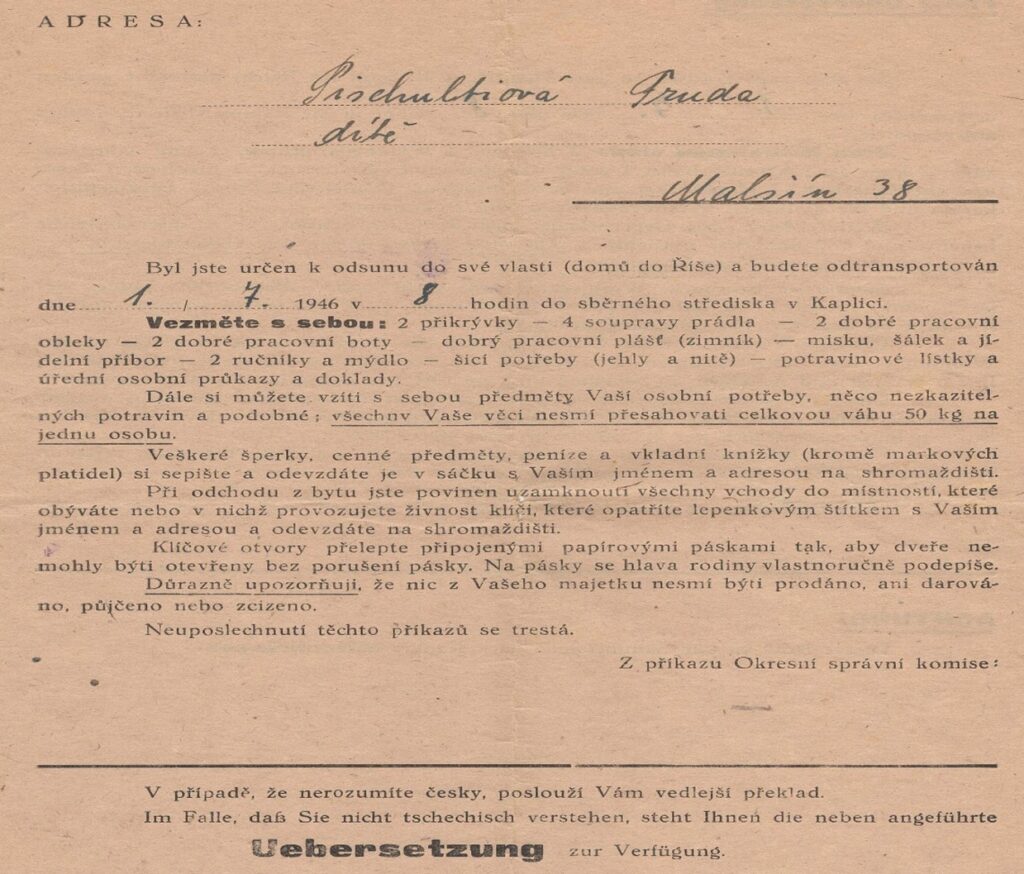 ADRESA:
Pischultiová Truda
dítě
Malšín 38
Byl jste určen k odsunu do své vlasti (domů do Říše) a budete odtransportován
dne 1. / 7. 1946 v 8 hodin do sběrného střediska v Kaplici.
Vezměte s sebou: 2 přikrývky — 4 soupravy prádla — 2 dobré pracovní
obleky — 2 dobré pracovní boty — dobrý pracovní plášť (zimník) — misku, šálek a jí-
delní příbor — 2 ručníky a mýdlo — šicí potřeby (jehly a nitě) — potravinové lístky a
úřední osobní průkazy a doklady.
Dále si můžete vzíti s sebou předměty Vaší osobní potřeby, něco nezkazitel-
ných potravin a podobné; všechny Vaše věci nesmí přesahovati celkovou váhu 50 kg na
jednu osobu.
Veškeré šperky, cenné předměty, peníze a vkladní knížky (kromě markových
platidel) si sepište a odevzdáte je v sáčku s Vaším jménem a adresou na shromaždišti.
Při odchodu z bytu jste povinen uzamknouti všechny vchody do místností, které
obýváte nebo v nichž provozujete živnost klíči, které opatříte lepenkovým štítkem s Vaším
jménem a adresou a odevzdáte na shromaždišti.
Klíčové otvory přelepte připojenými papírovými páskami tak, aby dveře ne-
mohly býti otevřeny bez porušení pásky. Na pásky se hlava rodiny vlastnoručně podepíše.
Důrazně upozorňuji, že nic z Vašeho majetku nesmí býti prodáno, ani darová-
no, půjčeno nebo zcizeno.
Neuposlechnutí těchto příkazů se trestá.
Z příkazu Okresní správní komise:
V případě, že nerozumíte česky, poslouží Vám vedlejší překlad.
Im Falle, daß Sie nicht tschechisch verstehen, steht Ihnen die neben angeführte
Uebersetzung zur Verfügung.